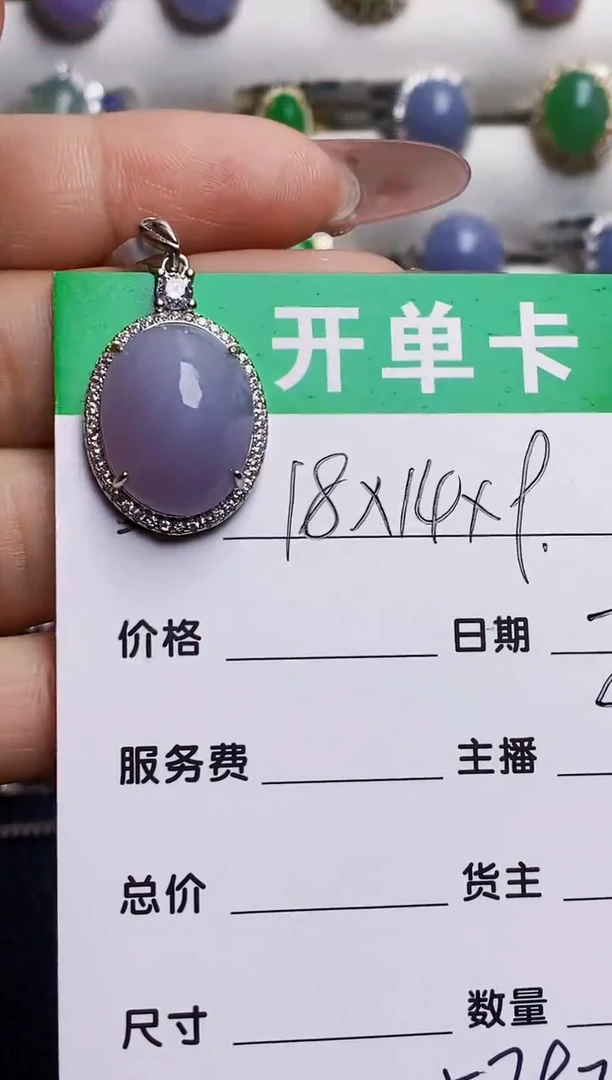 开单卡
18x14x9.
价格 日期
服务费 主播
总价 货主
尺寸 数量